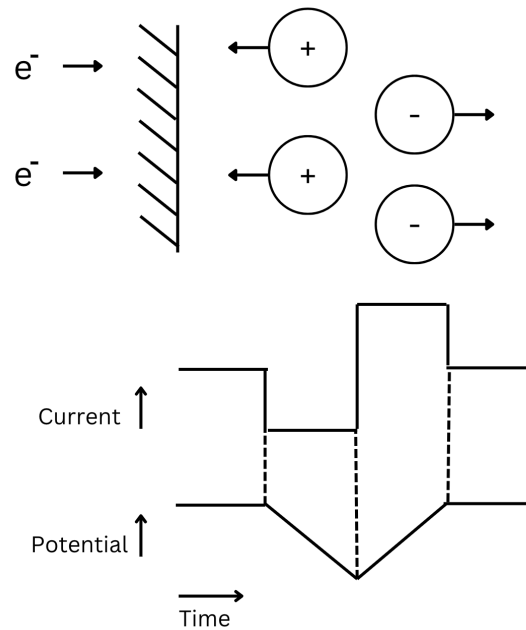 e-
+
-
e-
+
-
Current
Potential
Time